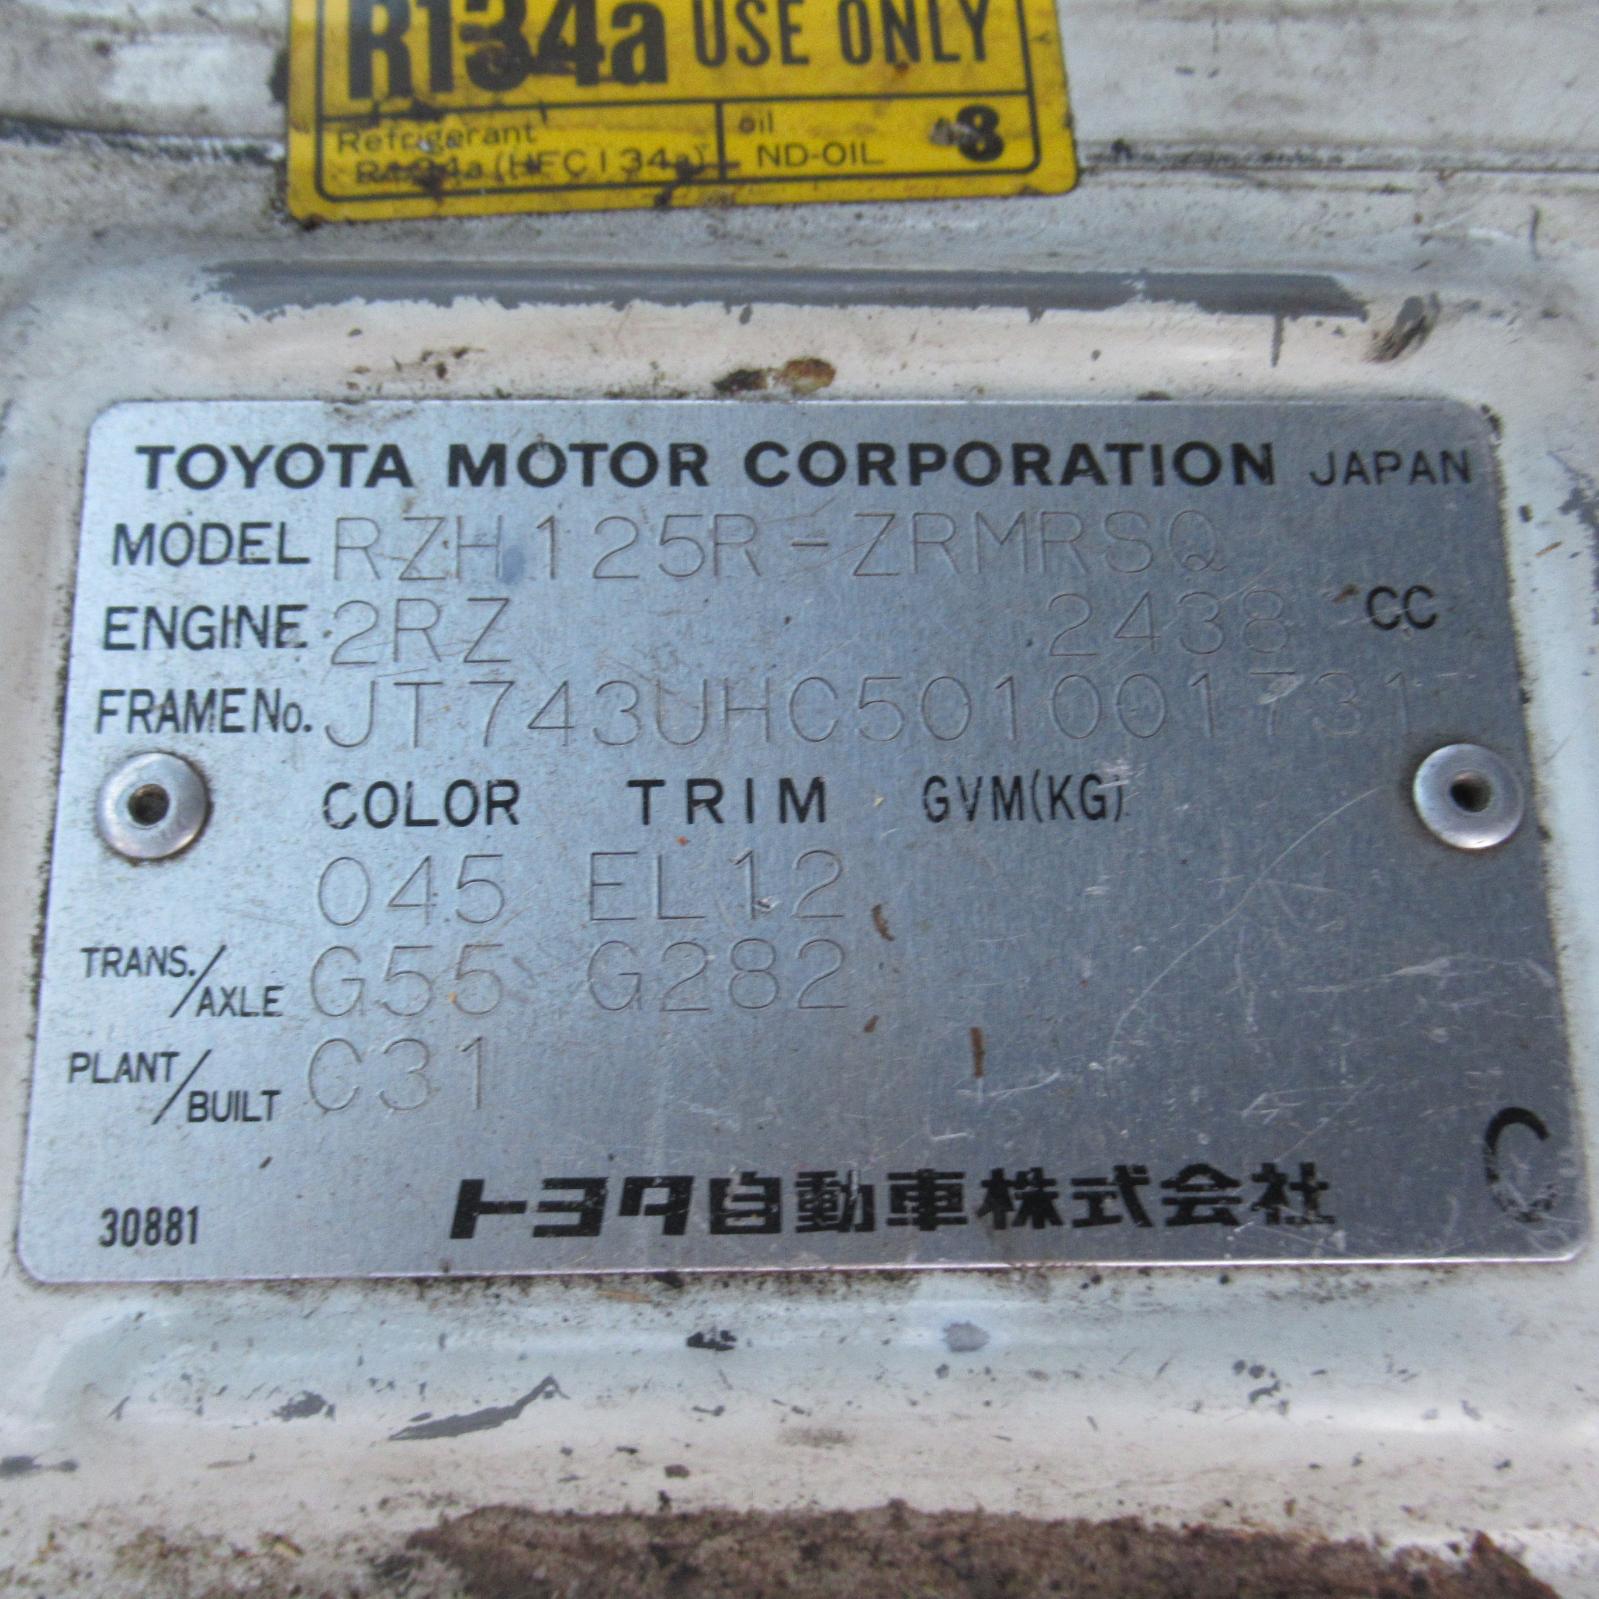 R134a USE ONLY
Refrigerant oil
R134a (HFC134a) ND-OIL 8
TOYOTA MOTOR CORPORATION JAPAN
MODEL RZH125R-ZRMRSQ
ENGINE 2RZ 2438 CC
FRAME No. JT743UHC501001731
COLOR TRIM GVM(KG)
045 EL12
TRANS./AXLE G55 G282
PLANT/BUILT C31
30881 トヨタ自動車株式会社